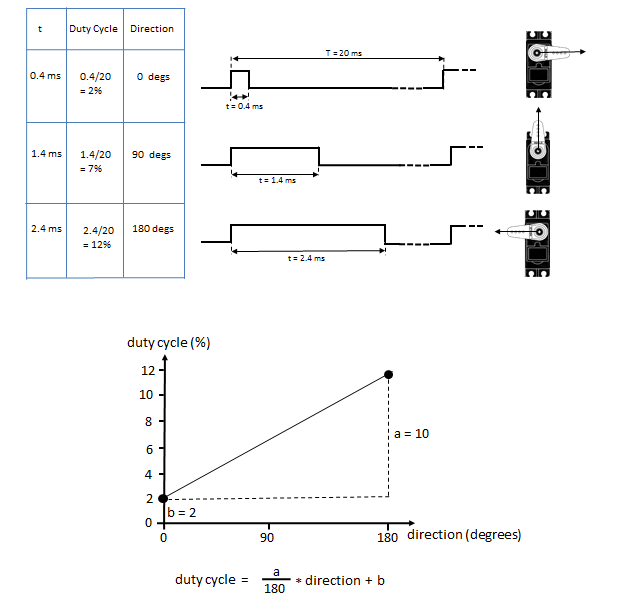 t Duty Cycle Direction
0.4 ms 0.4/20 0 degs
= 2%
1.4 ms 1.4/20 90 degs
= 7%
2.4 ms 2.4/20 180 degs
= 12%
T = 20 ms
t = 0.4 ms
t = 1.4 ms
t = 2.4 ms
duty cycle (%)
12
10
8
6
4
2
0
a = 10
b = 2
0 90 180 direction (degrees)
duty cycle = a
180 * direction + b